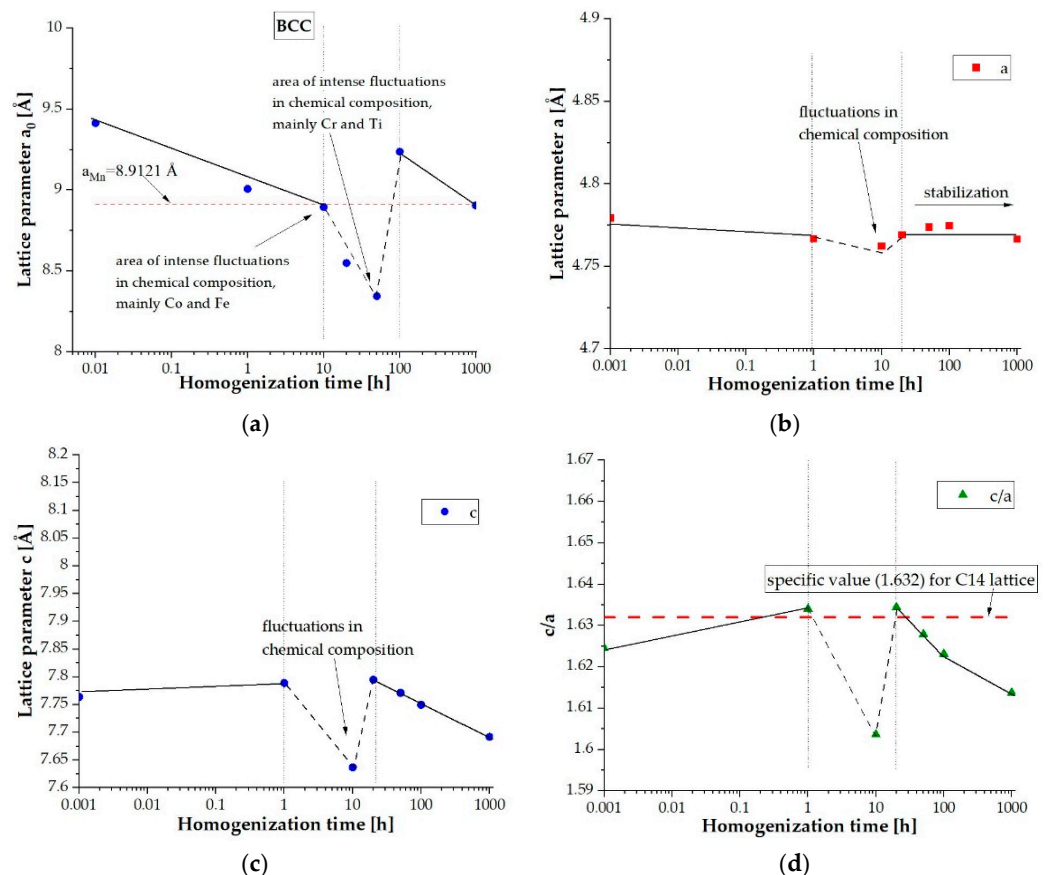 BCC
area of intense fluctuations
in chemical composition,
mainly Cr and Ti
aMn=8.9121 Å
area of intense fluctuations
in chemical composition,
mainly Co and Fe
Lattice parameter a0 [Å]
10
9.5
9
8.5
8
0.01 0.1 1 10 100 1000
Homogenization time [h]
(a)
a
fluctuations in
chemical composition
stabilization
Lattice parameter a [Å]
4.9
4.85
4.8
4.75
4.7
0.001 0.01 0.1 1 10 100 1000
Homogenization time [h]
(b)
c
fluctuations in
chemical composition
Lattice parameter c [Å]
8.2
8.15
8.1
8.05
8
7.95
7.9
7.85
7.8
7.75
7.7
7.65
7.6
0.001 0.01 0.1 1 10 100 1000
Homogenization time [h]
(c)
c/a
specific value (1.632) for C14 lattice
c/a
1.67
1.66
1.65
1.64
1.63
1.62
1.61
1.6
1.59
0.001 0.01 0.1 1 10 100 1000
Homogenization time [h]
(d)